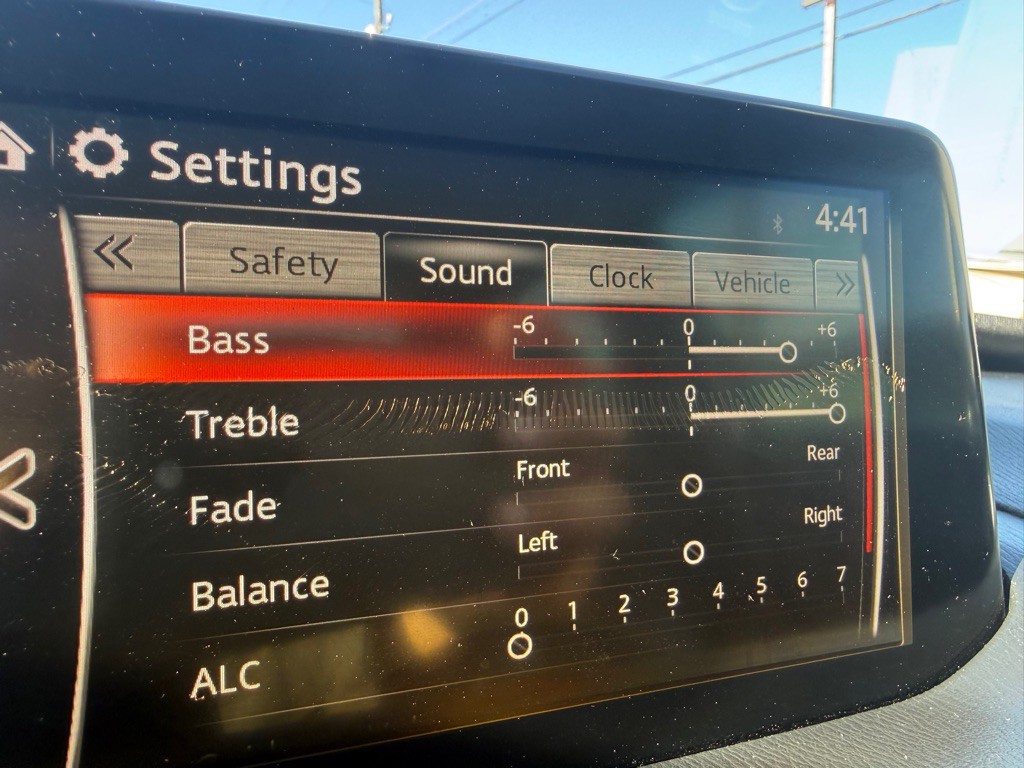 Settings
4:41
Safety Sound Clock Vehicle
Bass -6 0 +6
Treble -6 0 +6
Fade Front Rear
Balance Left Right
ALC 0 1 2 3 4 5 6 7